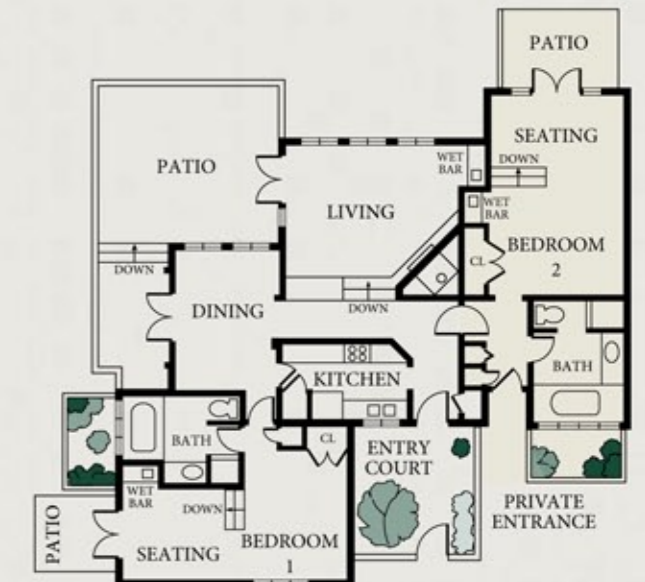 PATIO
SEATING
DOWN
WET
BAR
WET
BAR
BEDROOM
2
CL
BATH
PRIVATE
ENTRANCE
PATIO
DOWN
LIVING
DOWN
DINING
KITCHEN
ENTRY
COURT
BATH
CL
WET
BAR
DOWN
PATIO
SEATING
BEDROOM
1